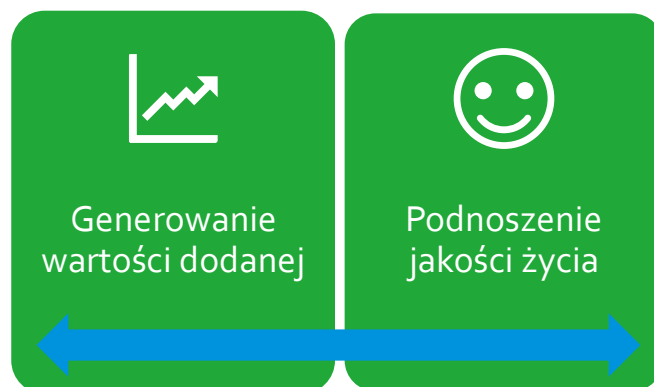 Generowanie
wartości dodanej
Podnoszenie
jakości życia